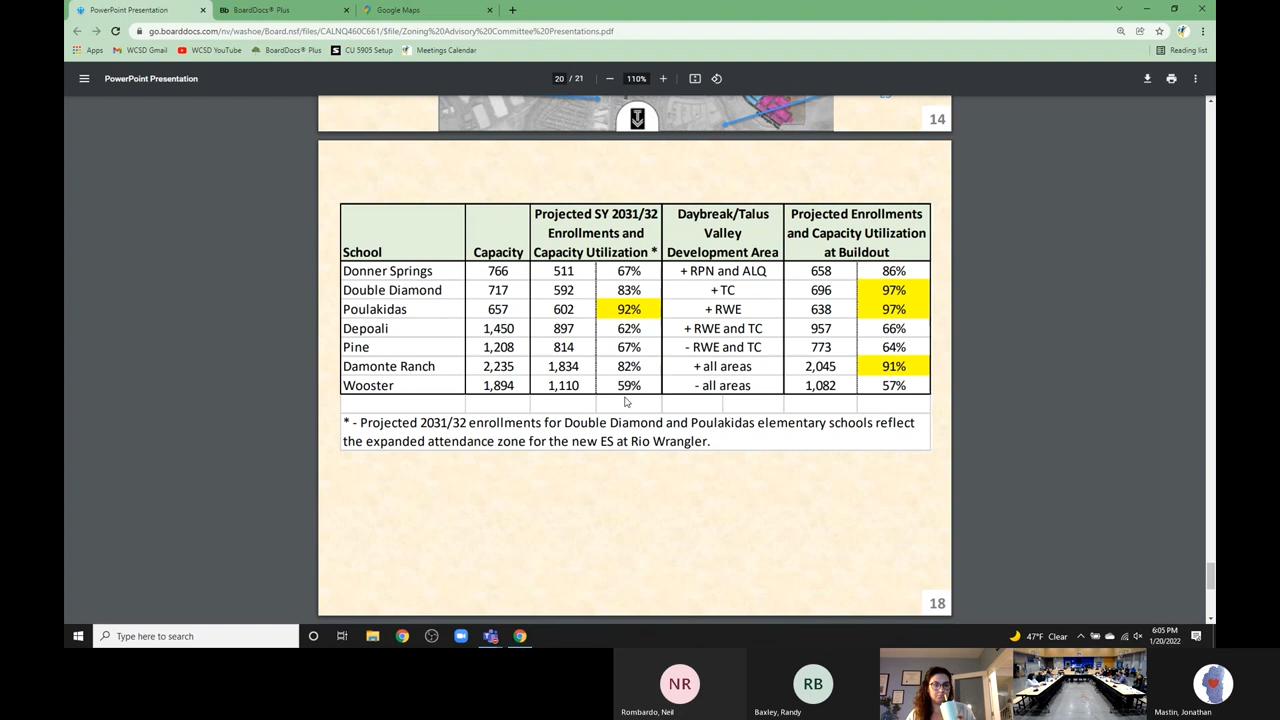 PowerPoint Presentation
BoardDocs® Plus
Google Maps
go.boarddocs.com/nv/washoe/Board.nsf/files/CALNQ460C661/$file/Zoning%20Advisory%20Committee%20Presentations.pdf
Apps WCSD Gmail WCSD YouTube BoardDocs® Plus CU 5905 Setup Meetings Calendar Reading list
PowerPoint Presentation 20 / 21 110%
14
School Capacity Projected SY 2031/32 Enrollments and Capacity Utilization * Daybreak/Talus Valley Development Area Projected Enrollments and Capacity Utilization at Buildout
Donner Springs 766 511 67% + RPN and ALQ 658 86%
Double Diamond 717 592 83% + TC 696 97%
Poulakidas 657 602 92% + RWE 638 97%
Depoali 1,450 897 62% + RWE and TC 957 66%
Pine 1,208 814 67% - RWE and TC 773 64%
Damonte Ranch 2,235 1,834 82% + all areas 2,045 91%
Wooster 1,894 1,110 59% - all areas 1,082 57%
* - Projected 2031/32 enrollments for Double Diamond and Poulakidas elementary schools reflect
the expanded attendance zone for the new ES at Rio Wrangler.
18
Type here to search
47°F Clear
6:05 PM
1/20/2022
NR
Rombardo, Neil
RB
Baxley, Randy
Mastin, Jonathan